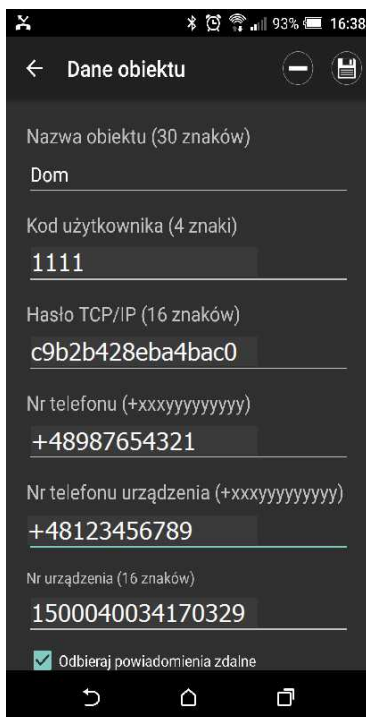 93% 16:38
Dane obiektu
Nazwa obiektu (30 znaków)
Dom
Kod użytkownika (4 znaki)
1111
Hasło TCP/IP (16 znaków)
c9b2b428eba4bac0
Nr telefonu (+xxxyyyyyyyyy)
+48987654321
Nr telefonu urządzenia (+xxxyyyyyyyyy)
+48123456789
Nr urządzenia (16 znaków)
1500040034170329
Odbieraj powiadomienia zdalne